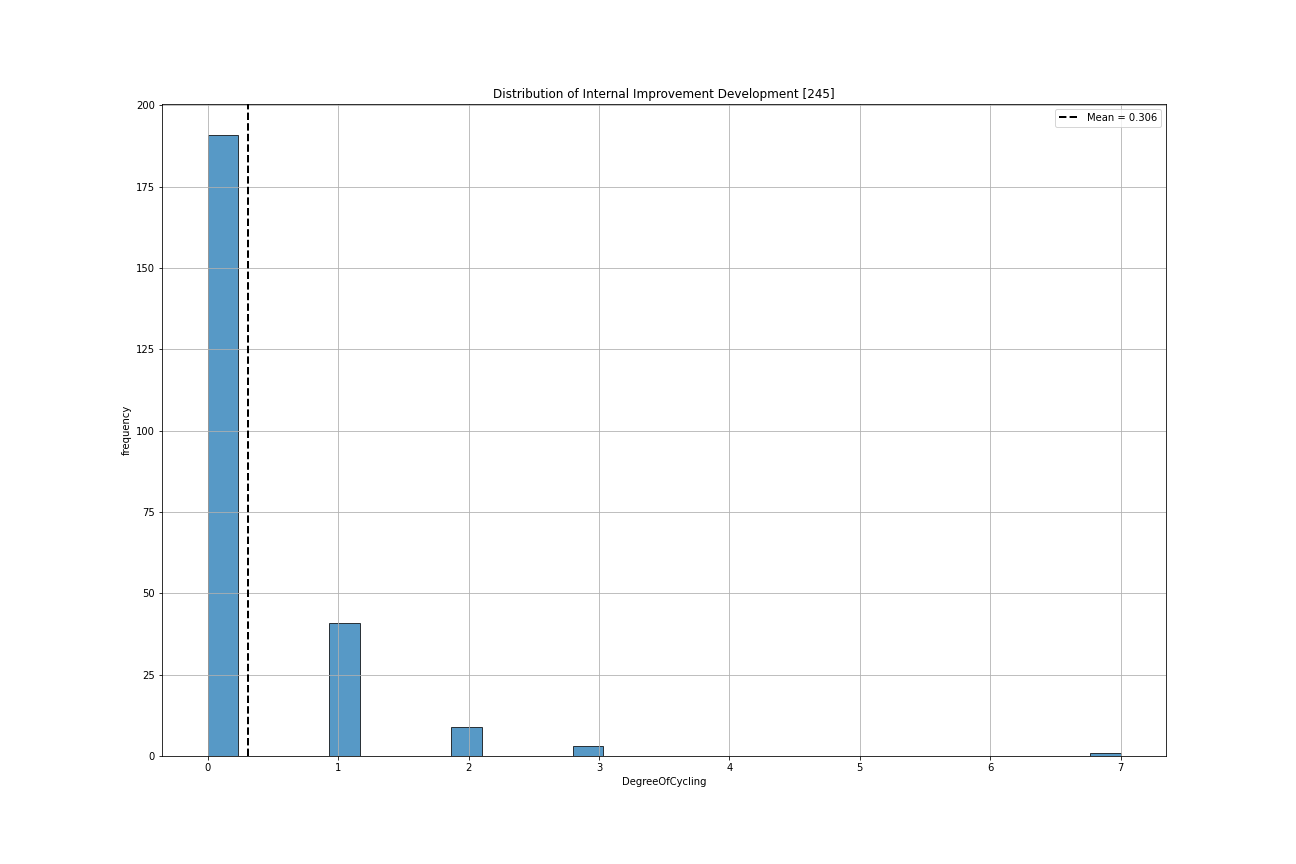 Distribution of Internal Improvement Development [245]
Mean = 0.306
200
175
150
125
100
75
50
25
0
frequency
0 1 2 3 4 5 6 7
DegreeOfCycling